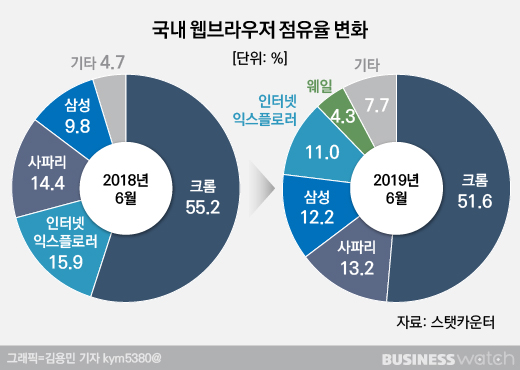 국내 웹브라우저 점유율 변화
[단위: %]
기타 4.7
삼성
9.8
사파리
14.4
인터넷
익스플로러
15.9
2018년
6월
크롬
55.2
기타
7.7
웨일
4.3
인터넷
익스플로러
11.0
삼성
12.2
사파리
13.2
2019년
6월
크롬
51.6
자료: 스탯카운터
그래픽=김용민 기자 kym5380@
BUSINESSwatch